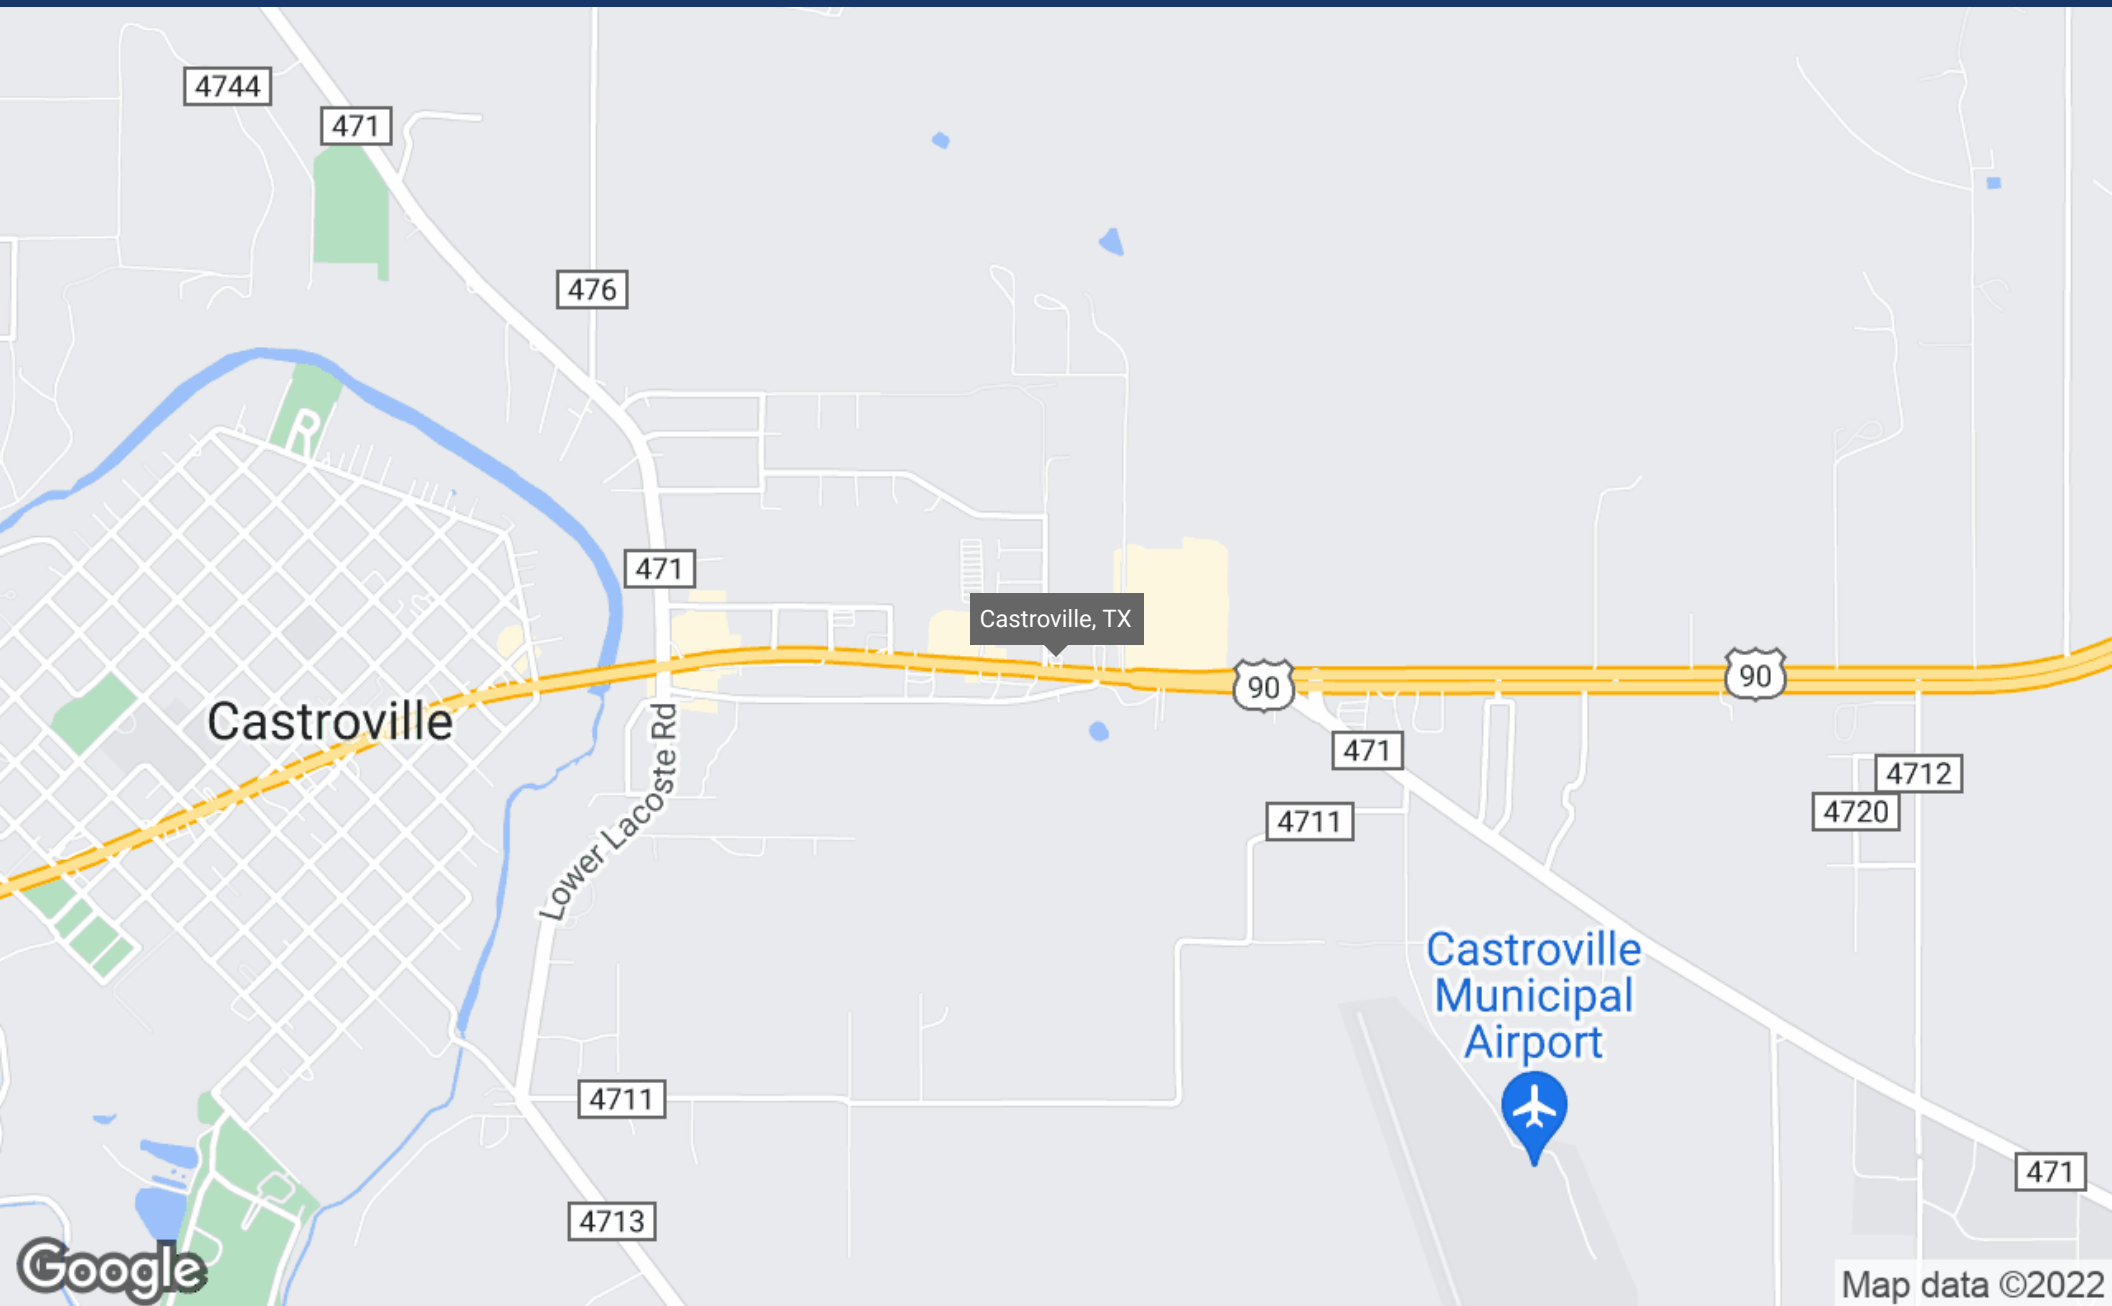 4744
471
476
R
471
Castroville, TX
90
90
Castroville
Lower Lacoste Rd
471
4712
4720
4711
Castroville
Municipal
Airport
4711
471
4713
Google
Map data ©2022